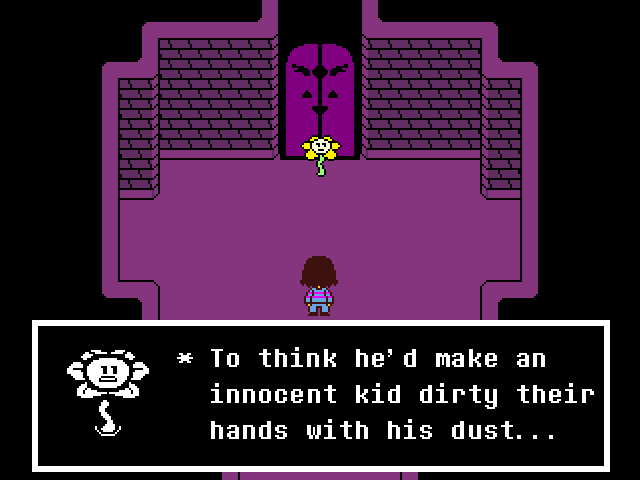 * To think he'd make an
innocent kid dirty their
hands with his dust...